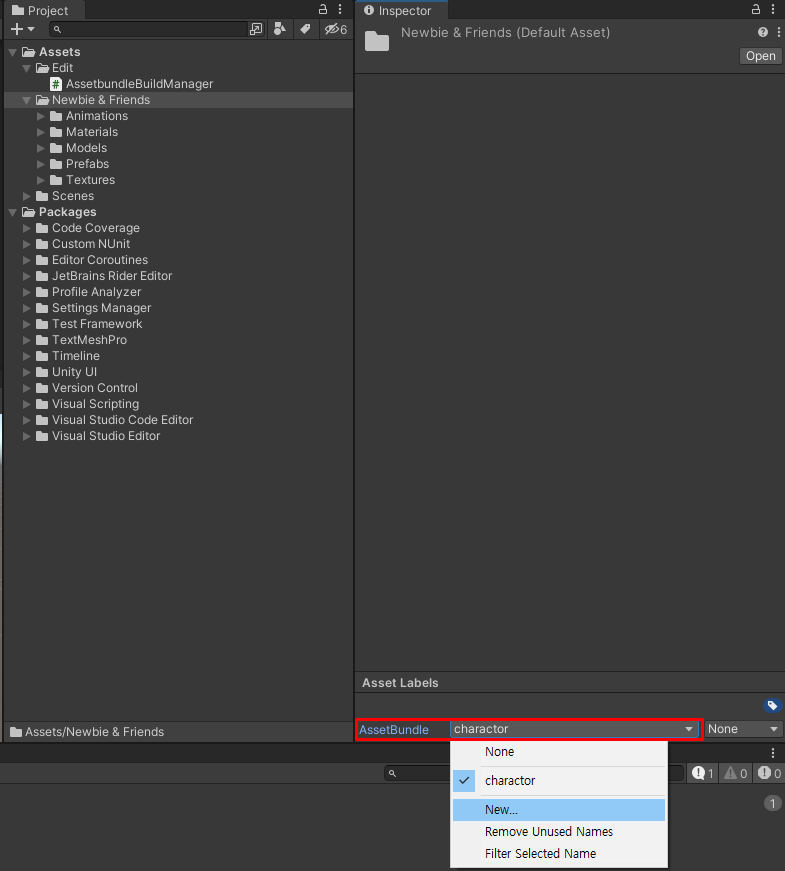 Project
6
Assets
Edit
# AssetbundleBuildManager
Newbie & Friends
Animations
Materials
Models
Prefabs
Textures
Scenes
Packages
Code Coverage
Custom NUnit
Editor Coroutines
JetBrains Rider Editor
Profile Analyzer
Settings Manager
Test Framework
TextMeshPro
Timeline
Unity UI
Version Control
Visual Scripting
Visual Studio Code Editor
Visual Studio Editor
Assets/Newbie & Friends
Inspector
Newbie & Friends (Default Asset)
Open
Asset Labels
AssetBundle charactor None
None
charactor
New...
Remove Unused Names
Filter Selected Name
1 0 0
1